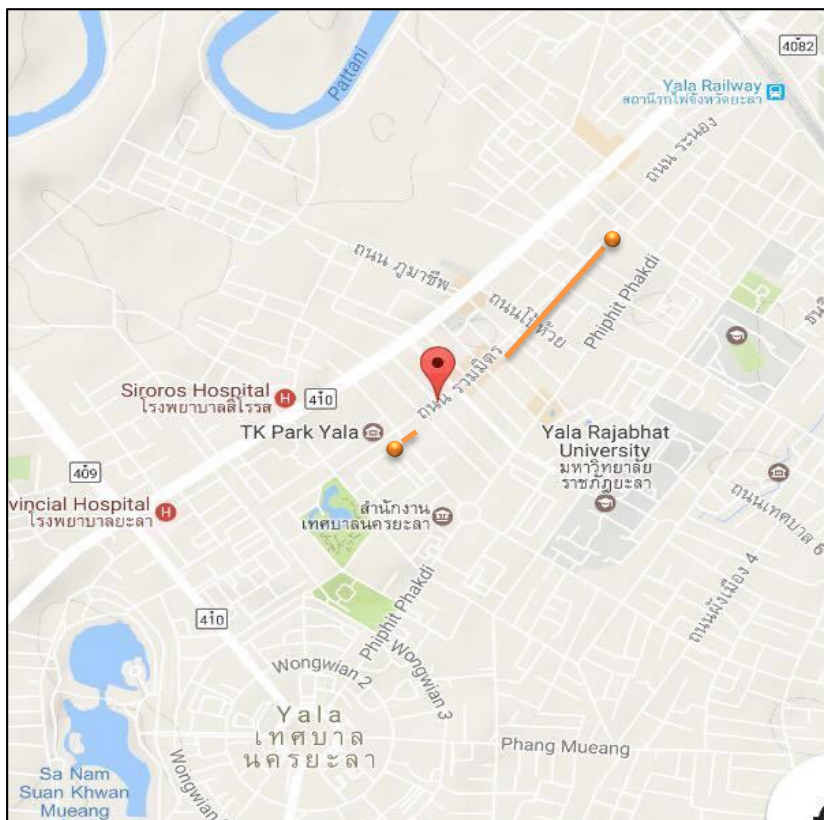 4082
Pattani
Yala Railway
สถานีรถไฟจังหวัดยะลา
ถนน ระนอง
ถนน ภูมาชีพ
ถนนโป้ห้วย
Phiphit Phakdi
ถนน รวมมิตร
Siroros Hospital
โรงพยาบาลสิโรรส
H
410
TK Park Yala
Yala Rajabhat
University
มหาวิทยาลัย
ราชภัฏยะลา
409
vincial Hospital
โรงพยาบาลยะลา
H
สำนักงาน
เทศบาลนครยะลา
ถนนเทศบาล 6
ถนนผังเมือง 4
410
Phiphit Phakdi
Wongwian 2
Wongwian 3
Yala
เทศบาล
นครยะลา
Phang Mueang
Sa Nam
Suan Khwan
Mueang
Wongwian